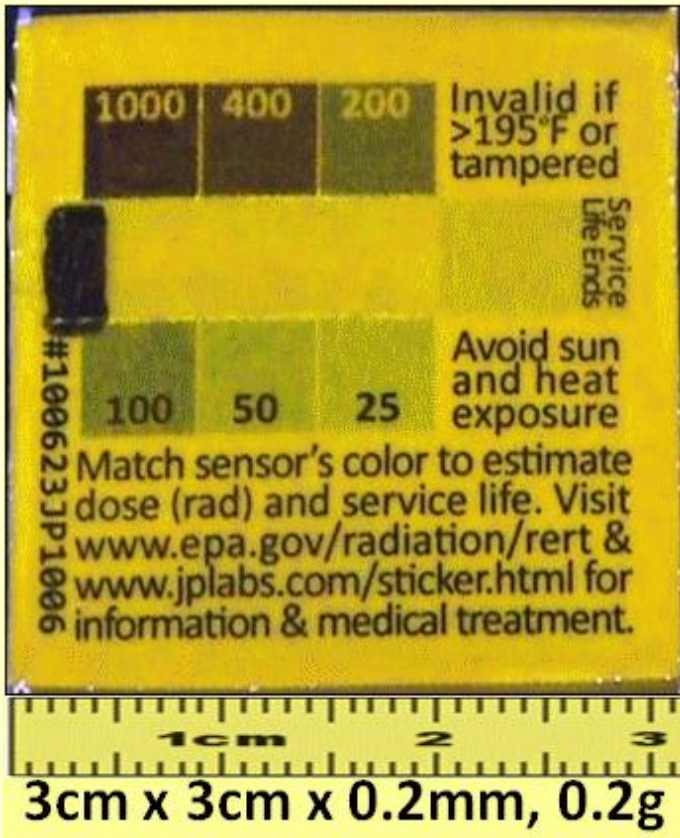 1000 400 200
Invalid if
>195°F or
tampered
Service
Life Ends
100 50 25
Avoid sun
and heat
exposure
#100623JP1006
Match sensor's color to estimate
dose (rad) and service life. Visit
www.epa.gov/radiation/rert &
www.jplabs.com/sticker.html for
information & medical treatment.
1cm 2 3
3cm x 3cm x 0.2mm, 0.2g